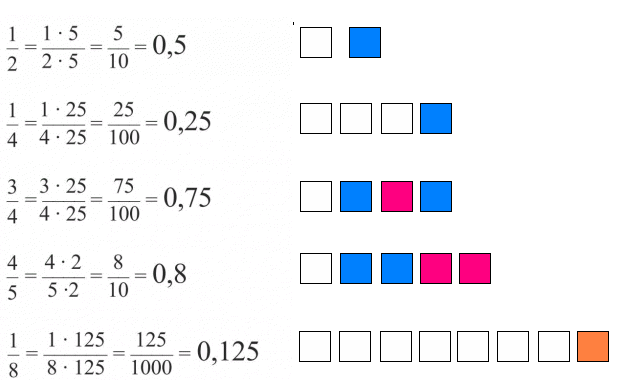 1/2 = 1 · 5/2 · 5 = 5/10 = 0,5
1/4 = 1 · 25/4 · 25 = 25/100 = 0,25
3/4 = 3 · 25/4 · 25 = 75/100 = 0,75
4/5 = 4 · 2/5 ·2 = 8/10 = 0,8
1/8 = 1 · 125/8 · 125 = 125/1000 = 0,125